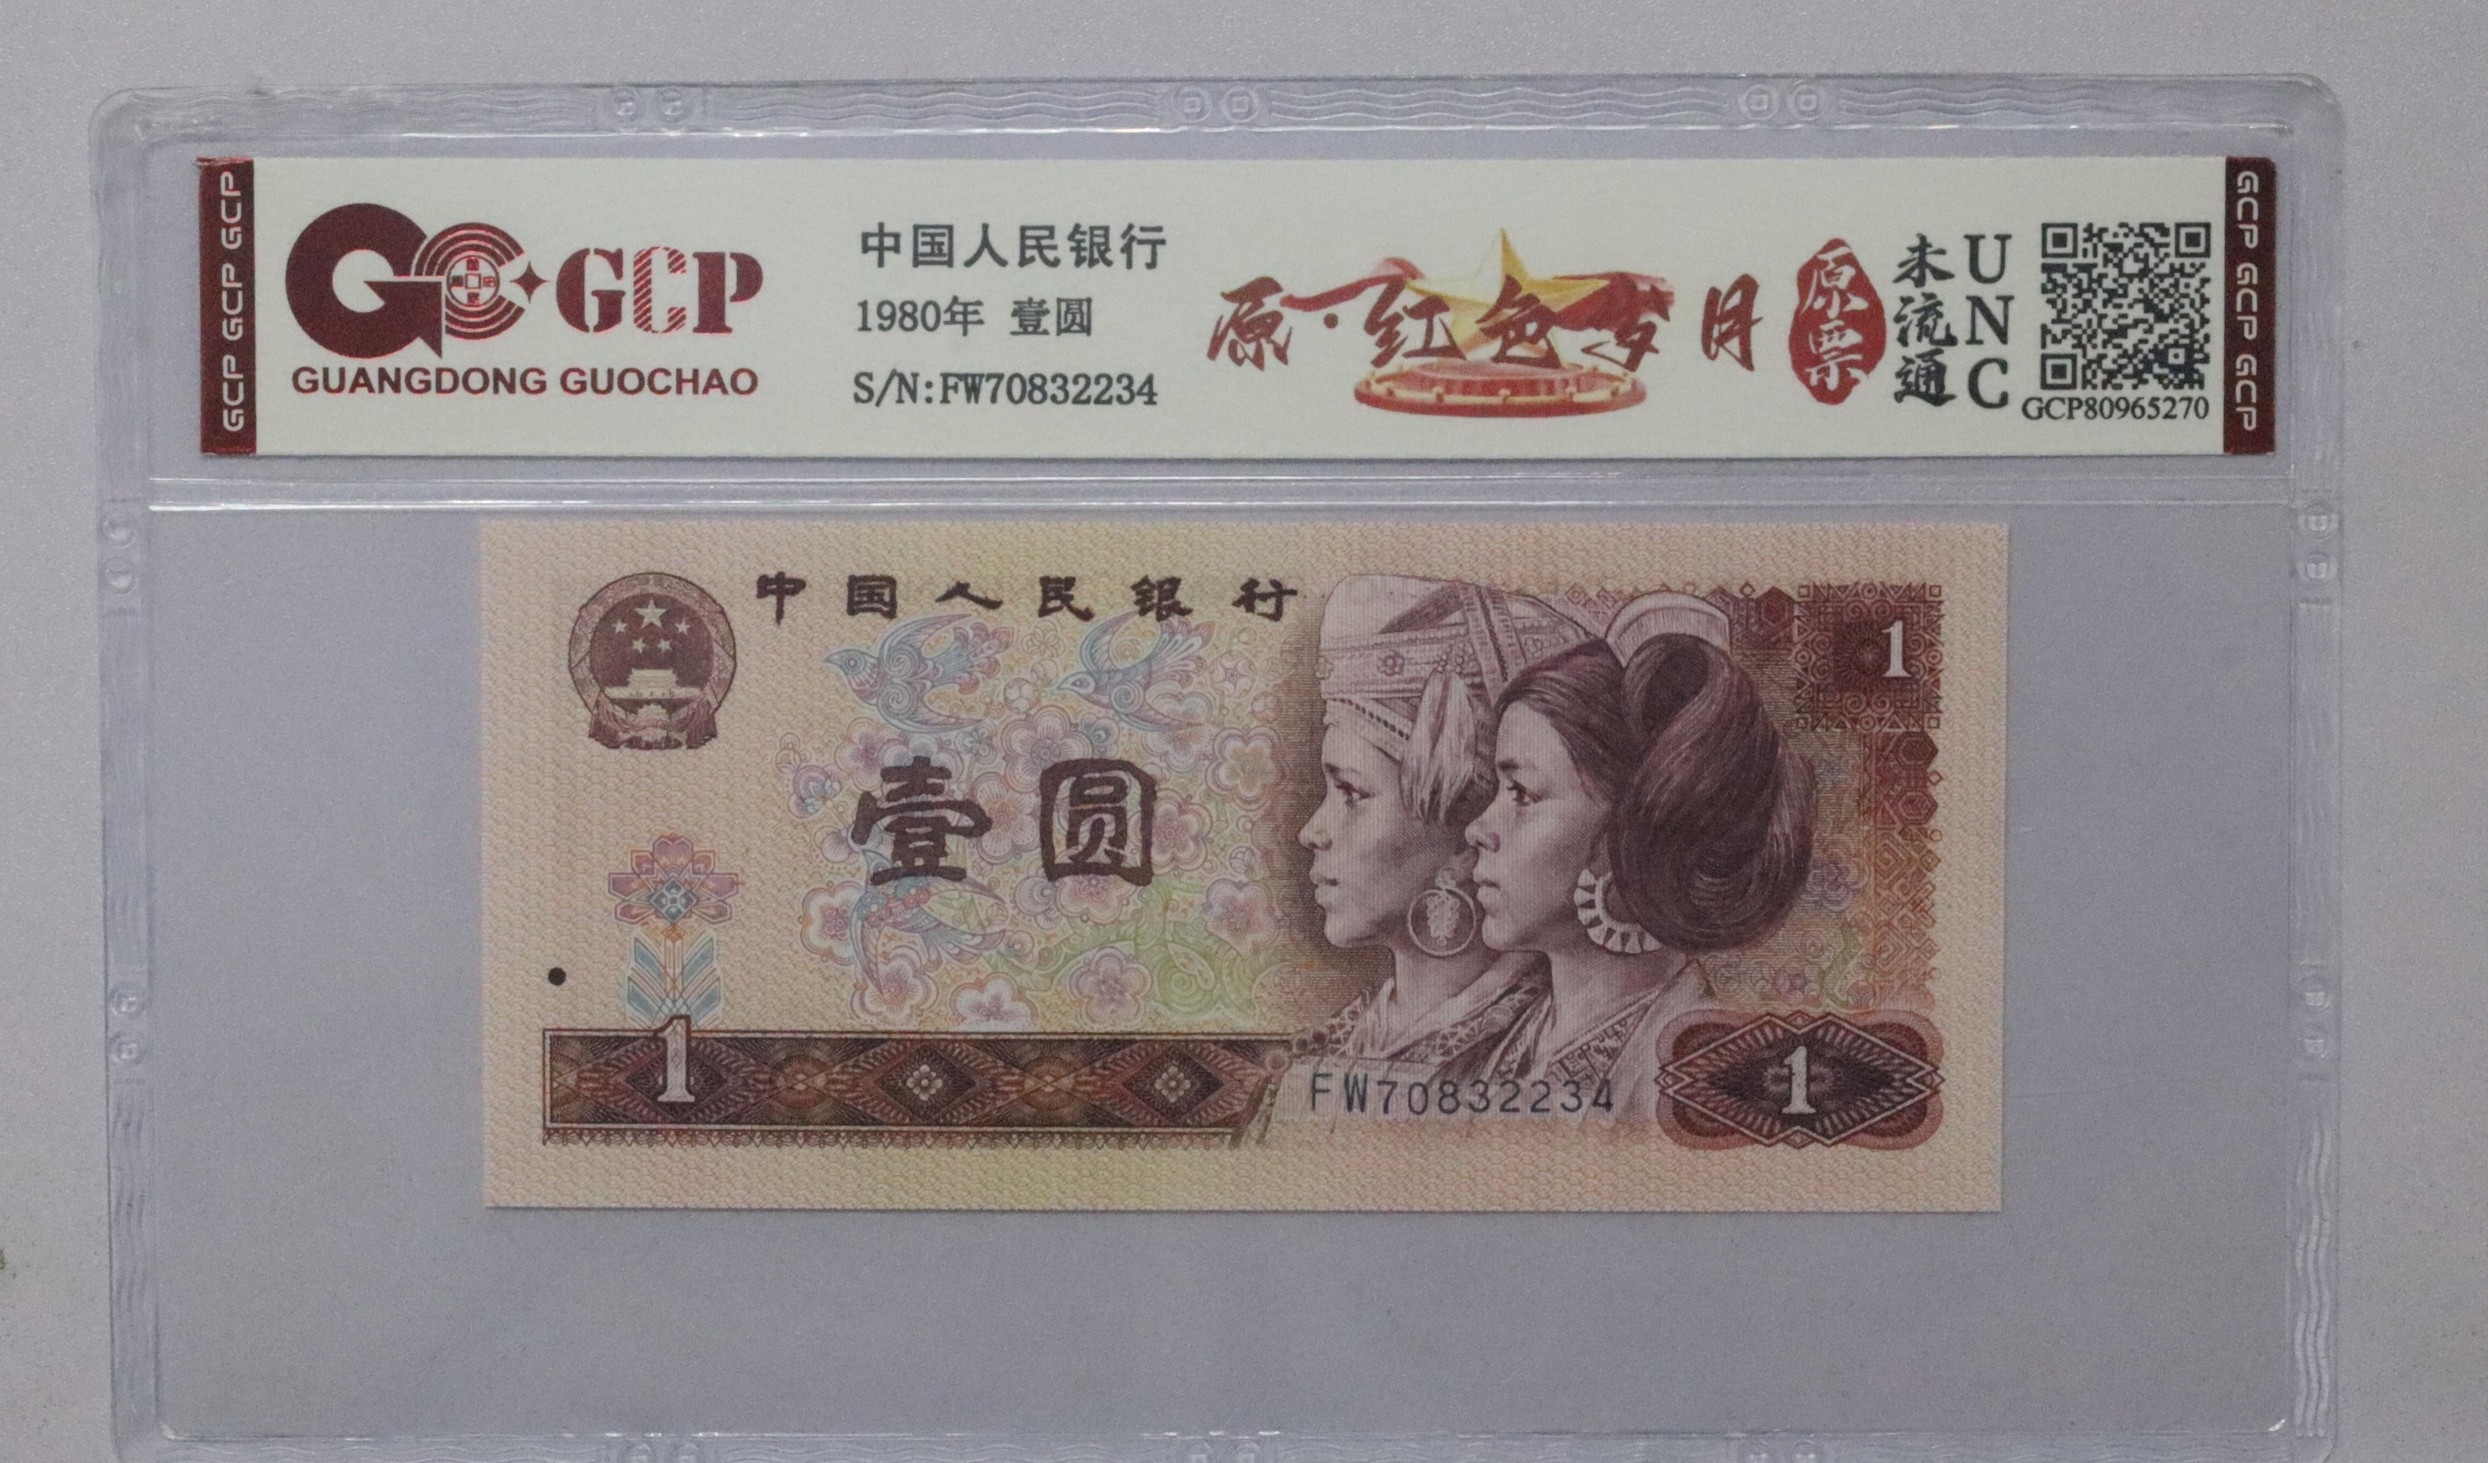 GCP GCP GCP
GCP
GUANGDONG GUOCHAO
中国人民银行
1980年 壹圆
S/N:FW70832234
原·红色岁月
原票
未流通
UNC
GCP80965270
GCP GCP GCP
中国人民银行
1
壹圆
1
FW70832234
1